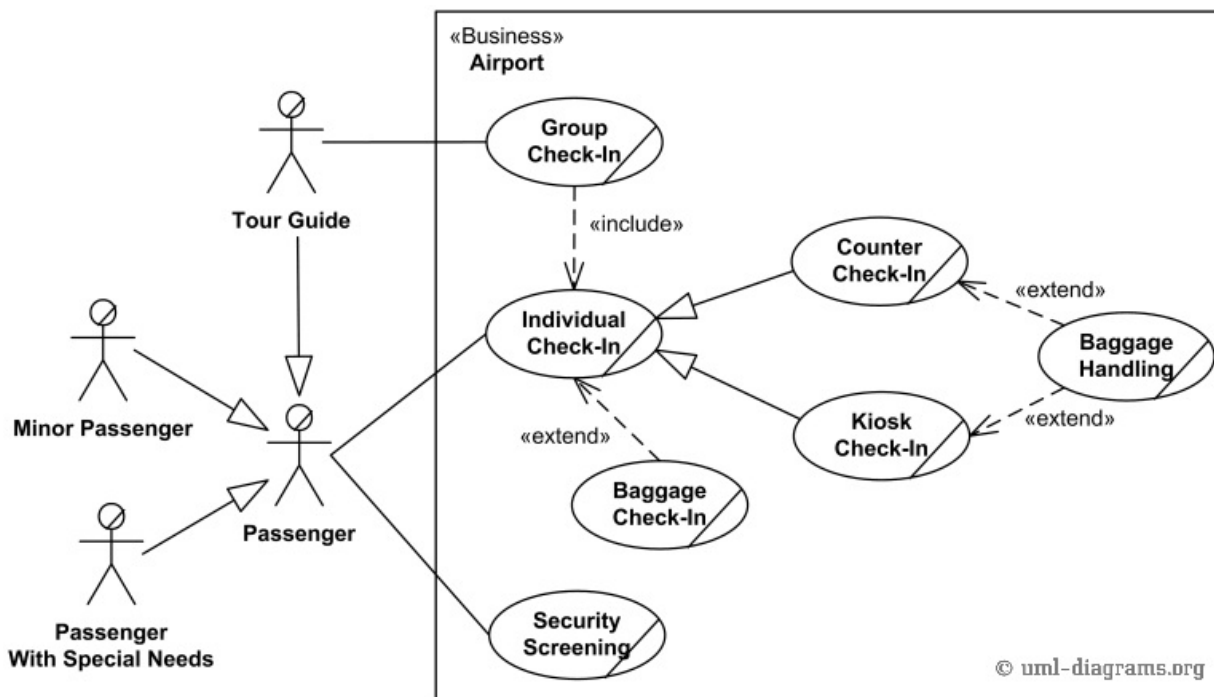 «Business»
Airport
Group
Check-In
Tour Guide
«include»
Counter
Check-In
«extend»
Individual
Check-In
Baggage
Handling
Minor Passenger
«extend»
Kiosk
Check-In
«extend»
Baggage
Check-In
Passenger
Passenger
With Special Needs
Security
Screening
© uml-diagrams.org